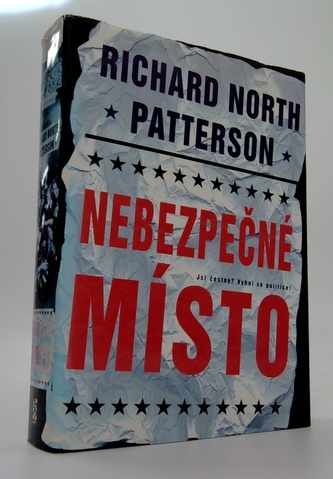 RICHARD NORTH
PATTERSON
NEBEZPEČNÉ
Jsi čestný? Vyhni se politice!
MÍSTO